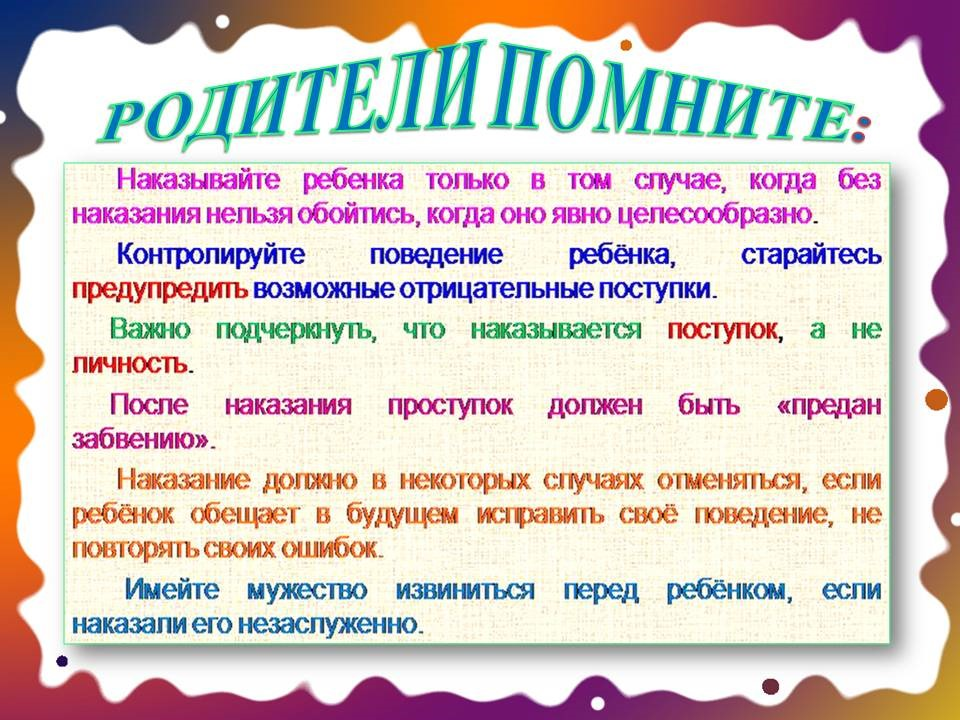 РОДИТЕЛИ ПОМНИТЕ:
Наказывайте ребенка только в том случае, когда без
наказания нельзя обойтись, когда оно явно целесообразно.
Контролируйте поведение ребёнка, старайтесь
предупредить возможные отрицательные поступки.
Важно подчеркнуть, что наказывается поступок, а не
личность.
После наказания проступок должен быть «предан
забвению».
Наказание должно в некоторых случаях отменяться, если
ребёнок обещает в будущем исправить своё поведение, не
повторять своих ошибок.
Имейте мужество извиниться перед ребёнком, если
наказали его незаслуженно.